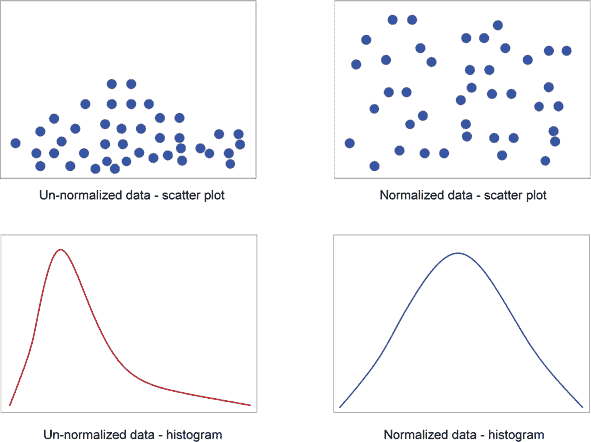 Un-normalized data - scatter plot
Normalized data - scatter plot
Un-normalized data - histogram
Normalized data - histogram